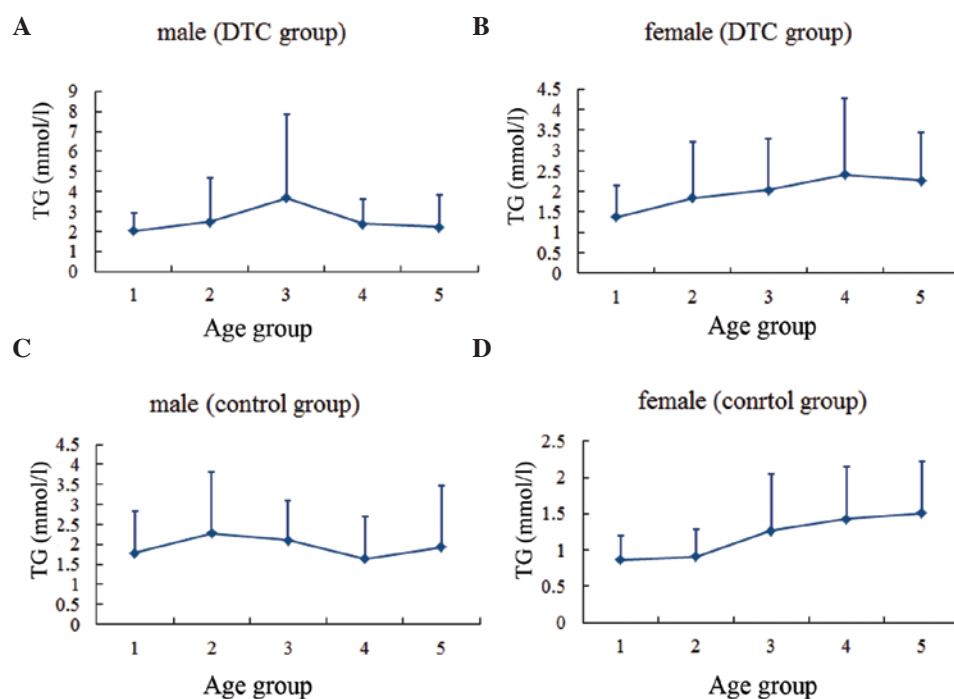 A
male (DTC group)
TG (mmol/l)
9
8
7
6
5
4
3
2
1
0
1 2 3 4 5
Age group
B
female (DTC group)
TG (mmol/l)
4.5
4
3.5
3
2.5
2
1.5
1
0.5
0
1 2 3 4 5
Age group
C
male (control group)
TG (mmol/l)
4.5
4
3.5
3
2.5
2
1.5
1
0.5
0
1 2 3 4 5
Age group
D
female (conrtol group)
TG (mmol/l)
2.5
2
1.5
1
0.5
0
1 2 3 4 5
Age group